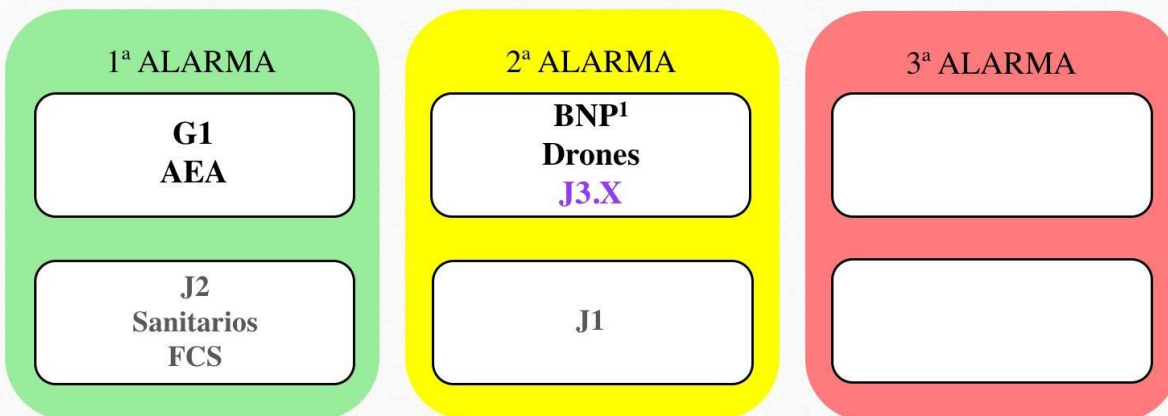 1ª ALARMA
G1
AEA
J2
Sanitarios
FCS
2ª ALARMA
BNP¹
Drones
J3.X
J1
3ª ALARMA